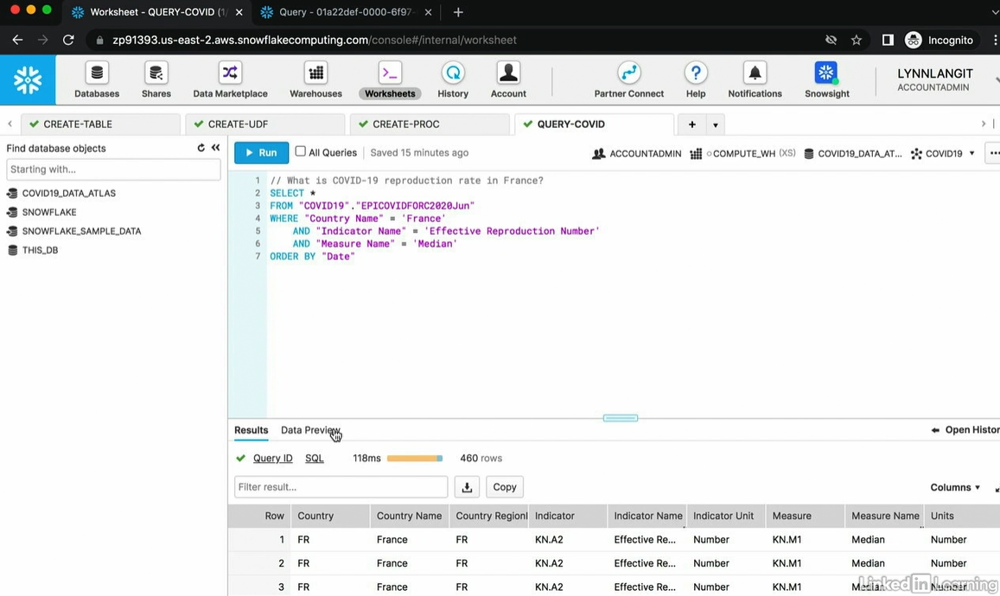 Worksheet - QUERY-COVID (1/
Query - 01a22def-0000-6f97-
zp91393.us-east-2.aws.snowflakecomputing.com/console#/internal/worksheet
Incognito
Databases
Shares
Data Marketplace
Warehouses
Worksheets
History
Account
Partner Connect
Help
Notifications
Snowsight
LYNNLANGIT
ACCOUNTADMIN
CREATE-TABLE
CREATE-UDF
CREATE-PROC
QUERY-COVID
Find database objects
Starting with...
COVID19_DATA_ATLAS
SNOWFLAKE
SNOWFLAKE_SAMPLE_DATA
THIS_DB
Run
All Queries
Saved 15 minutes ago
ACCOUNTADMIN
COMPUTE_WH (XS)
COVID19_DATA_AT...
COVID19
1 // What is COVID-19 reproduction rate in France?
2 SELECT *
3 FROM "COVID19"."EPICOVIDFORC2020Jun"
4 WHERE "Country Name" = 'France'
5 AND "Indicator Name" = 'Effective Reproduction Number'
6 AND "Measure Name" = 'Median'
7 ORDER BY "Date"
Results
Data Preview
Open Histor
Query ID
SQL
118ms
460 rows
Filter result...
Copy
Columns
Row Country Country Name Country RegionI Indicator Indicator Name Indicator Unit Measure Measure Name Units
1 FR France FR KN.A2 Effective Re... Number KN.M1 Median Number
2 FR France FR KN.A2 Effective Re... Number KN.M1 Median Number
3 FR France FR KN.A2 Effective Re... Number KN.M1 Median Number
Linked in Learning